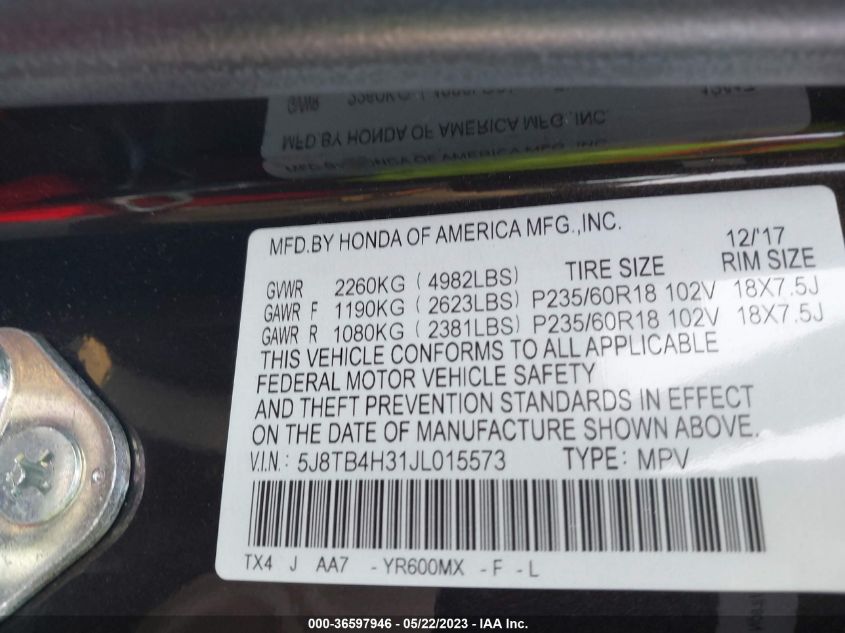 MFD.BY HONDA OF AMERICA MFG.,INC. 12/'17
TIRE SIZE RIM SIZE
GVWR 2260KG (4982LBS)
GAWR F 1190KG (2623LBS) P235/60R18 102V 18X7.5J
GAWR R 1080KG (2381LBS) P235/60R18 102V 18X7.5J
THIS VEHICLE CONFORMS TO ALL APPLICABLE
FEDERAL MOTOR VEHICLE SAFETY
AND THEFT PREVENTION STANDARDS IN EFFECT
ON THE DATE OF MANUFACTURE SHOWN ABOVE.
V.I.N.: 5J8TB4H31JL015573 TYPE: MPV
TX4 J AA7 - YR600MX - F - L
000-36597946 - 05/22/2023 - IAA Inc.